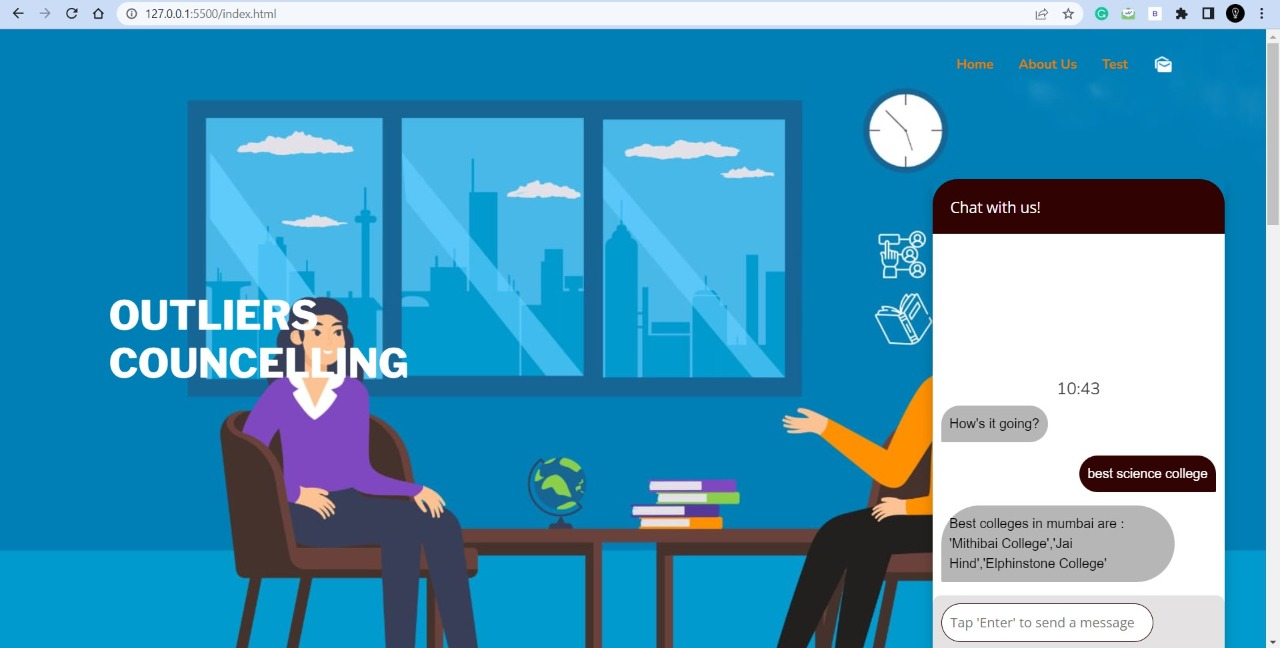 127.0.0.1:5500/index.html
Home About Us Test
OUTLIERS
COUNCELLING
Chat with us!
10:43
How's it going?
best science college
Best colleges in mumbai are :
'Mithibai College','Jai
Hind','Elphinstone College'
Tap 'Enter' to send a message